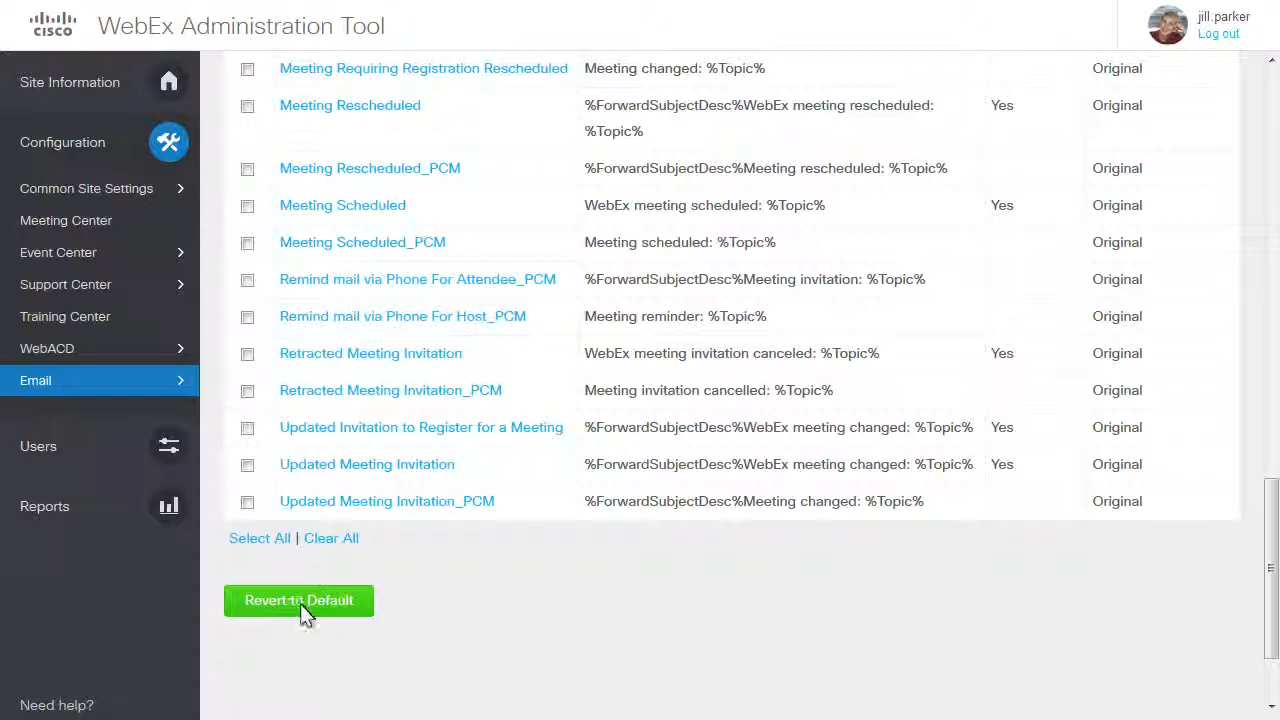 CISCO
WebEx Administration Tool
jill.parker
Log out
Site Information
Configuration
Common Site Settings
Meeting Center
Event Center
Support Center
Training Center
WebACD
Email
Users
Reports
Need help?
Meeting Requiring Registration Rescheduled Meeting changed: %Topic% Original
Meeting Rescheduled %ForwardSubjectDesc%WebEx meeting rescheduled: Yes Original
%Topic%
Meeting Rescheduled_PCM %ForwardSubjectDesc%Meeting rescheduled: %Topic% Original
Meeting Scheduled WebEx meeting scheduled: %Topic% Yes Original
Meeting Scheduled_PCM Meeting scheduled: %Topic% Original
Remind mail via Phone For Attendee_PCM %ForwardSubjectDesc%Meeting invitation: %Topic% Original
Remind mail via Phone For Host_PCM Meeting reminder: %Topic% Original
Retracted Meeting Invitation WebEx meeting invitation canceled: %Topic% Yes Original
Retracted Meeting Invitation_PCM Meeting invitation cancelled: %Topic% Original
Updated Invitation to Register for a Meeting %ForwardSubjectDesc%WebEx meeting changed: %Topic% Yes Original
Updated Meeting Invitation %ForwardSubjectDesc%WebEx meeting changed: %Topic% Yes Original
Updated Meeting Invitation_PCM %ForwardSubjectDesc%Meeting changed: %Topic% Original
Select All | Clear All
Revert to Default